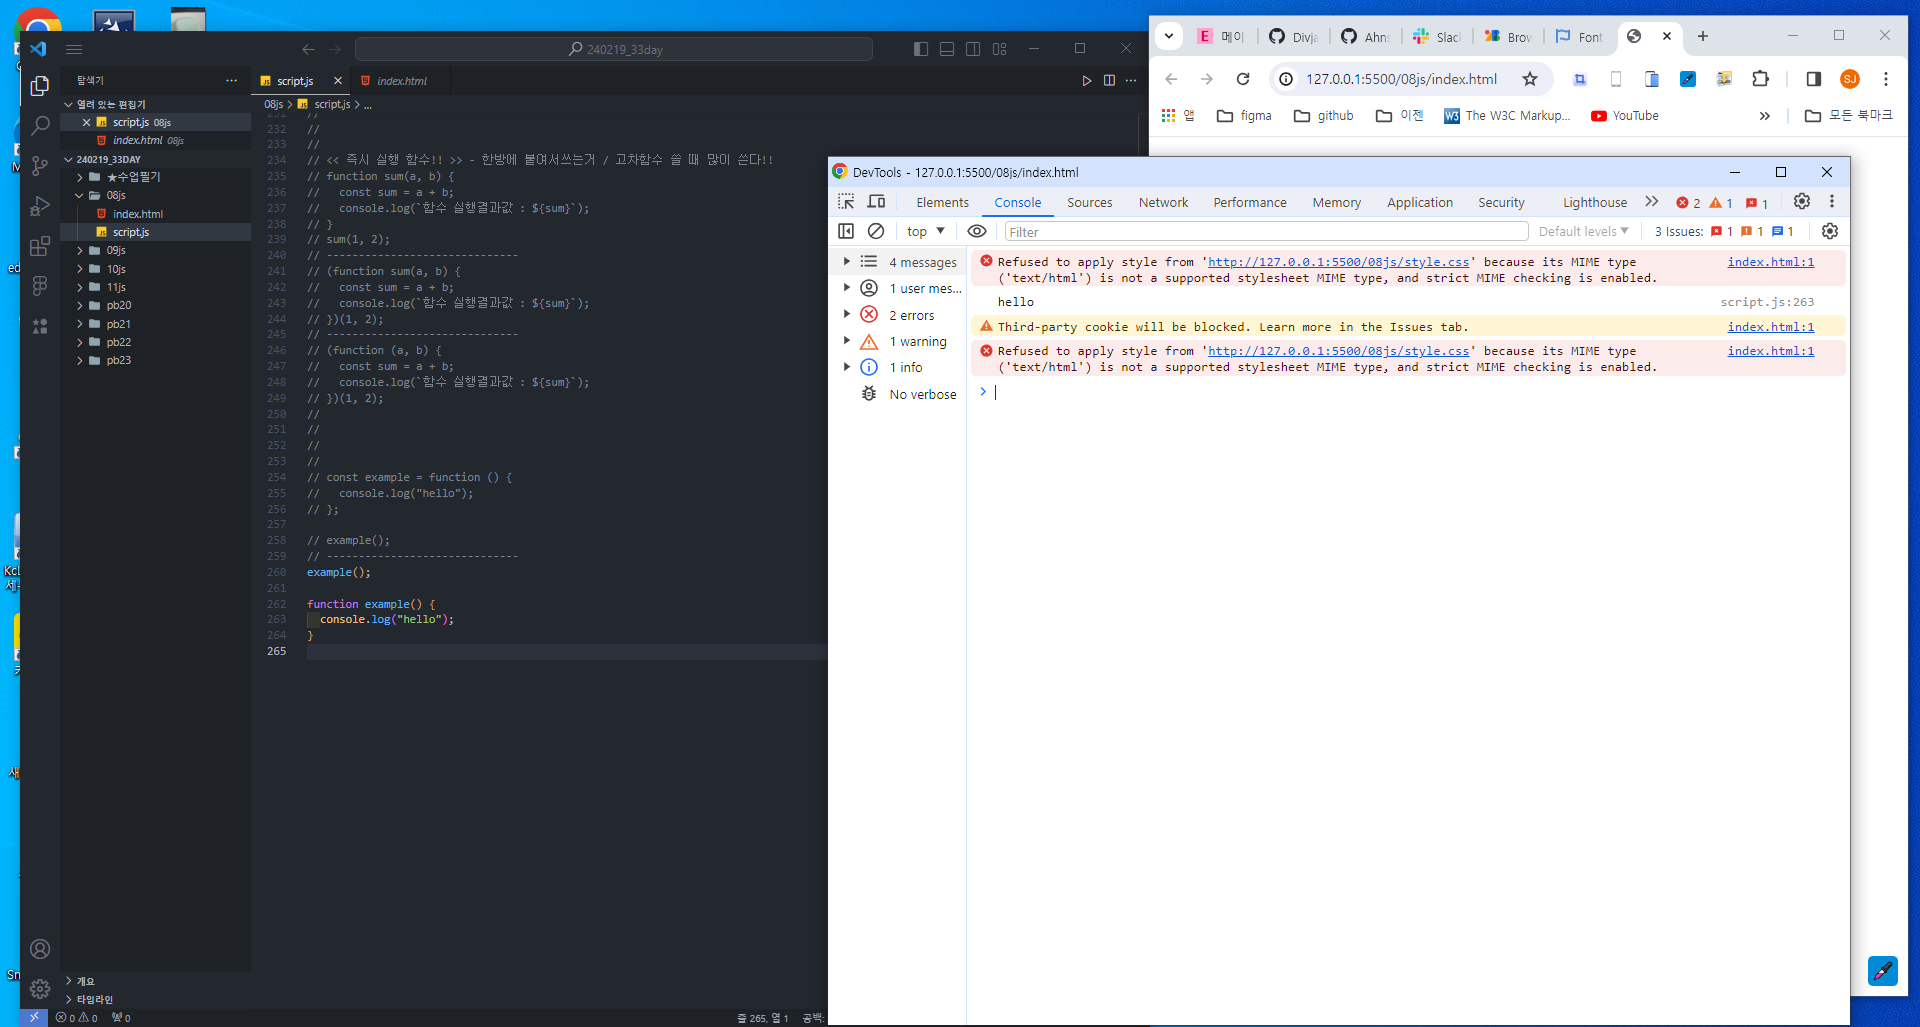 240219_33day
탐색기
script.js
index.html
열려 있는 편집기
script.js 08js
index.html 08js
240219_33DAY
★수업필기
08js
index.html
script.js
09js
10js
11js
pb20
pb21
pb22
pb23
개요
타임라인
08js > script.js > ...
231 //
232 //
233 //
234 // << 즉시 실행 함수!! >> - 한방에 붙여서쓰는거 / 고차함수 쓸 때 많이 쓴다!!
235 // function sum(a, b) {
236 //   const sum = a + b;
237 //   console.log(`함수 실행결과값 : ${sum}`);
238 // }
239 // sum(1, 2);
240 // ------------------------------
241 // (function sum(a, b) {
242 //   const sum = a + b;
243 //   console.log(`함수 실행결과값 : ${sum}`);
244 // })(1, 2);
245 // ------------------------------
246 // (function (a, b) {
247 //   const sum = a + b;
248 //   console.log(`함수 실행결과값 : ${sum}`);
249 // })(1, 2);
250 //
251 //
252 //
253 //
254 // const example = function () {
255 //   console.log("hello");
256 // };
257
258 // example();
259 // ------------------------------
260 example();
261
262 function example() {
263   console.log("hello");
264 }
265
0 0 0
줄 265, 열 1 공백:
메이
Divja
Ahn
Slac
Brow
Font
127.0.0.1:5500/08js/index.html
SJ
앱 figma github 이젠 The W3C Markup... YouTube » 모든 북마크
DevTools - 127.0.0.1:5500/08js/index.html
Elements Console Sources Network Performance Memory Application Security Lighthouse 2 1 1
top Filter Default levels 3 Issues: 1 1 1
4 messages
1 user mes...
2 errors
1 warning
1 info
No verbose
Refused to apply style from 'http://127.0.0.1:5500/08js/style.css' because its MIME type index.html:1
('text/html') is not a supported stylesheet MIME type, and strict MIME checking is enabled.
hello script.js:263
Third-party cookie will be blocked. Learn more in the Issues tab. index.html:1
Refused to apply style from 'http://127.0.0.1:5500/08js/style.css' because its MIME type index.html:1
('text/html') is not a supported stylesheet MIME type, and strict MIME checking is enabled.